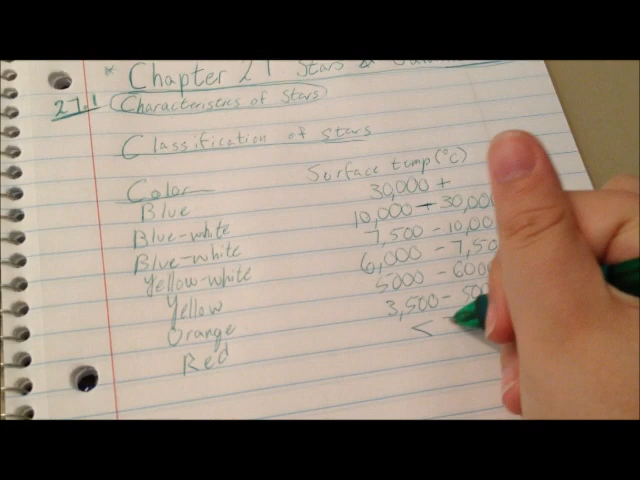 * Chapter 27 Stars &
27.1 Characteristics of Stars
Classification of stars
Color Surface temp (°C)
Blue 30,000 +
Blue-white 10,000 - 30,000
Blue-white 7,500 - 10,00
Yellow-white 6,000 - 7,50
Yellow 5000 - 6000
Orange 3,500 - 500
Red <